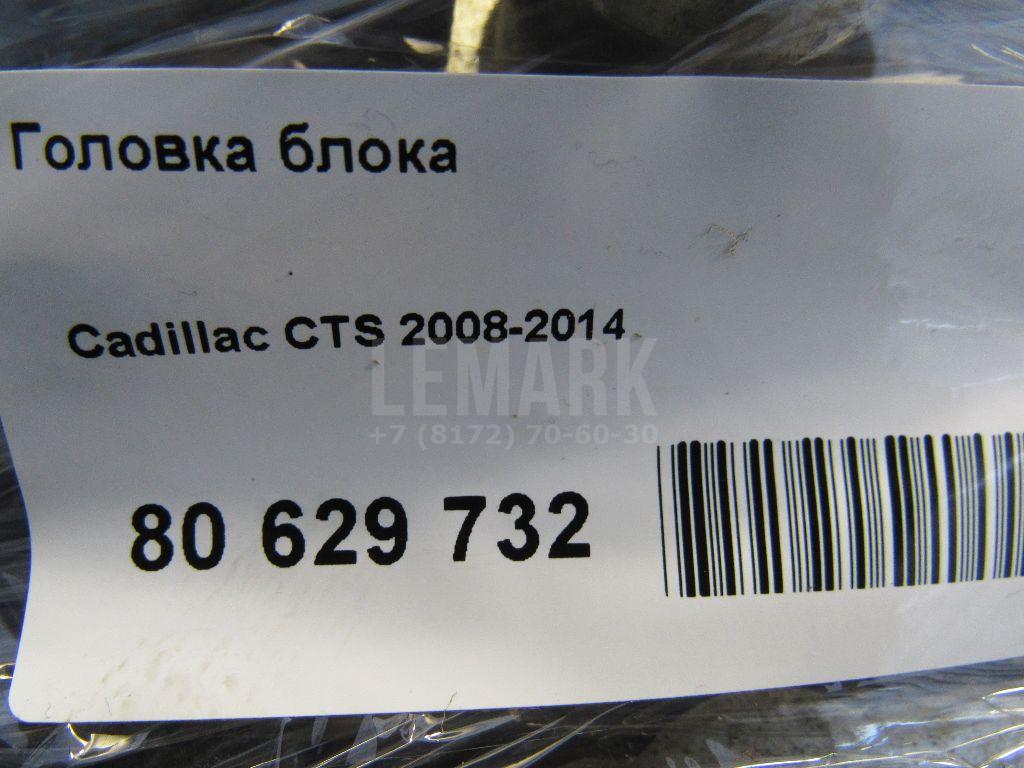 Головка блока
Cadillac CTS 2008-2014
LEMARK
+7 (8172) 70-60-30
80 629 732